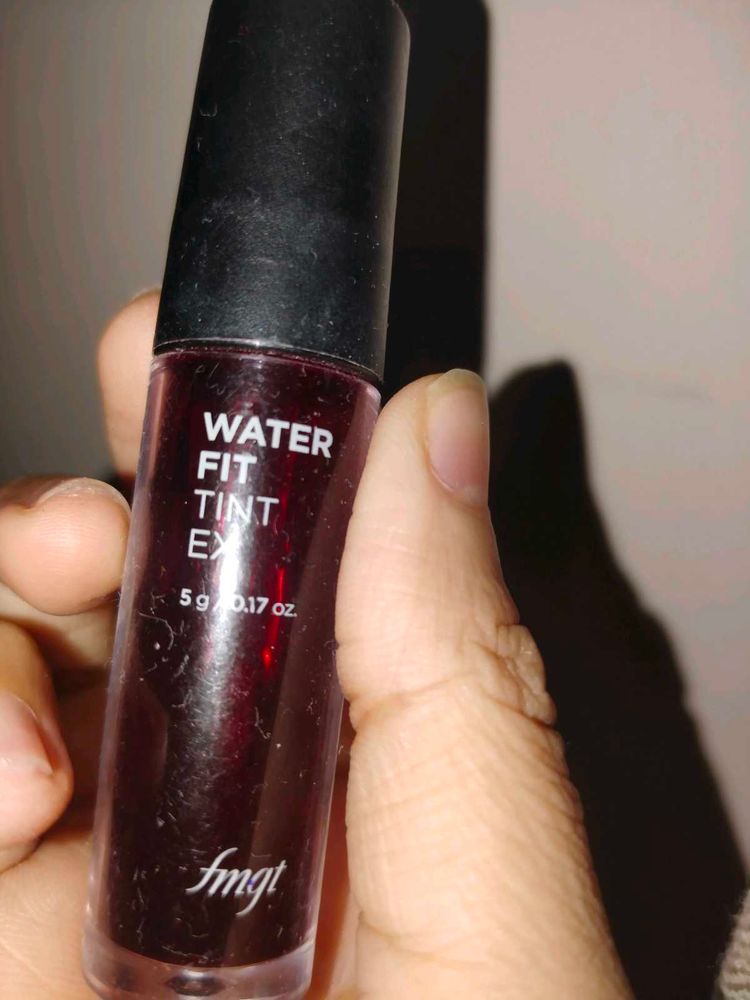 WATER
FIT
TINT
EX
5 g / 0.17 oz.
fmgt